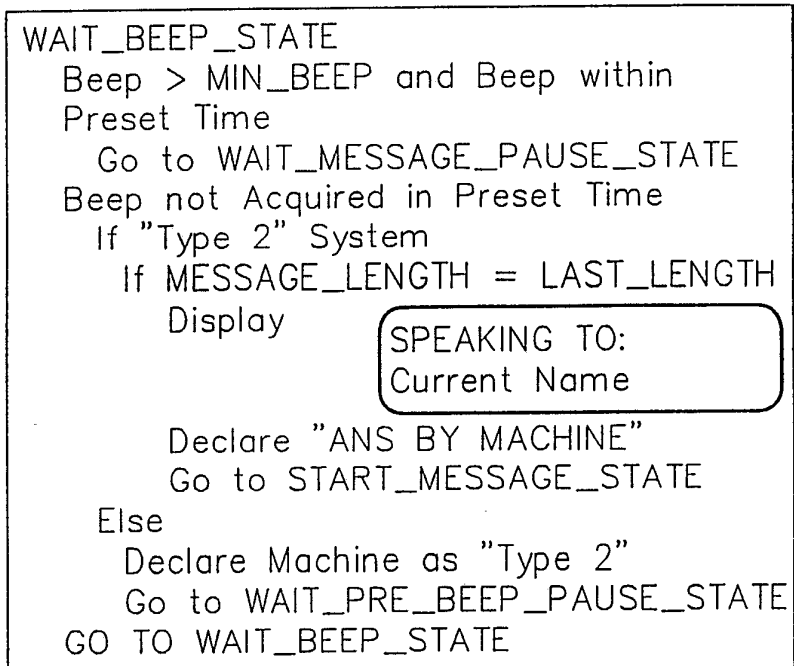 WAIT_BEEP_STATE
Beep > MIN_BEEP and Beep within
Preset Time
Go to WAIT_MESSAGE_PAUSE_STATE
Beep not Acquired in Preset Time
If "Type 2" System
If MESSAGE_LENGTH = LAST_LENGTH
Display
SPEAKING TO:
Current Name
Declare "ANS BY MACHINE"
Go to START_MESSAGE_STATE
Else
Declare Machine as "Type 2"
Go to WAIT_PRE_BEEP_PAUSE_STATE
GO TO WAIT_BEEP_STATE